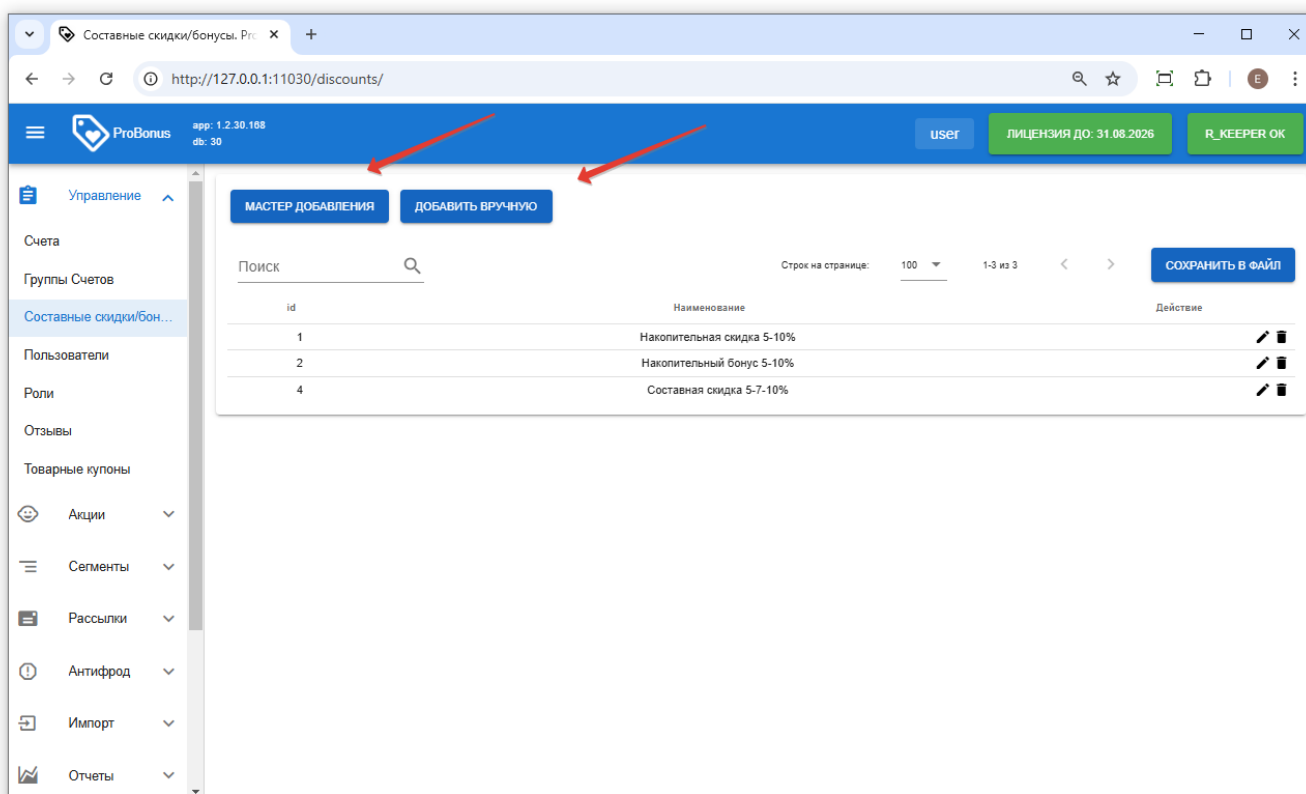 Составные скидки/бонусы. Pro
http://127.0.0.1:11030/discounts/
E
ProBonus
app: 1.2.30.168
db: 30
user
ЛИЦЕНЗИЯ ДО: 31.08.2026
R_KEEPER OK
Управление
Счета
Группы Счетов
Составные скидки/бон...
Пользователи
Роли
Отзывы
Товарные купоны
Акции
Сегменты
Рассылки
Антифрод
Импорт
Отчеты
МАСТЕР ДОБАВЛЕНИЯ
ДОБАВИТЬ ВРУЧНУЮ
Поиск
Строк на странице: 100
1-3 из 3
СОХРАНИТЬ В ФАЙЛ
id Наименование Действие
1 Накопительная скидка 5-10%
2 Накопительный бонус 5-10%
4 Составная скидка 5-7-10%